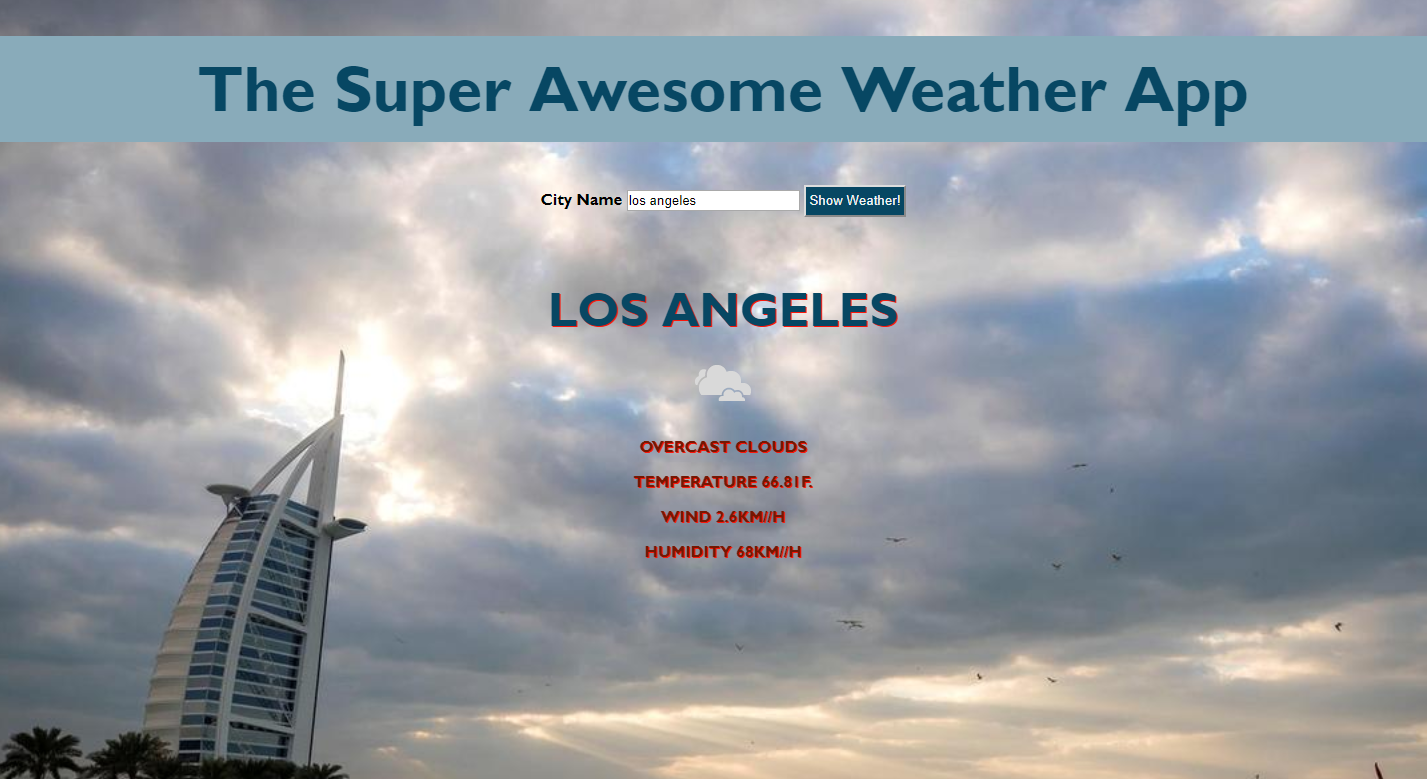 The Super Awesome Weather App
City Name los angeles Show Weather!
LOS ANGELES
OVERCAST CLOUDS
TEMPERATURE 66.81F.
WIND 2.6KM//H
HUMIDITY 68KM//H